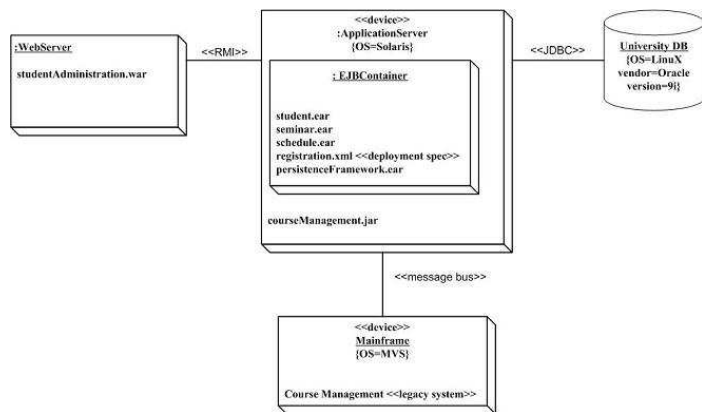 :WebServer
studentAdministration.war
<<RMI>>
<<device>>
:ApplicationServer
{OS=Solaris}
: EJBContainer
student.ear
seminar.ear
schedule.ear
registration.xml <<deployment spec>>
persistenceFramework.ear
courseManagement.jar
<<JDBC>>
University DB
{OS=LinuX
vendor=Oracle
version=9i}
<<message bus>>
<<device>>
Mainframe
{OS=MVS}
Course Management <<legacy system>>